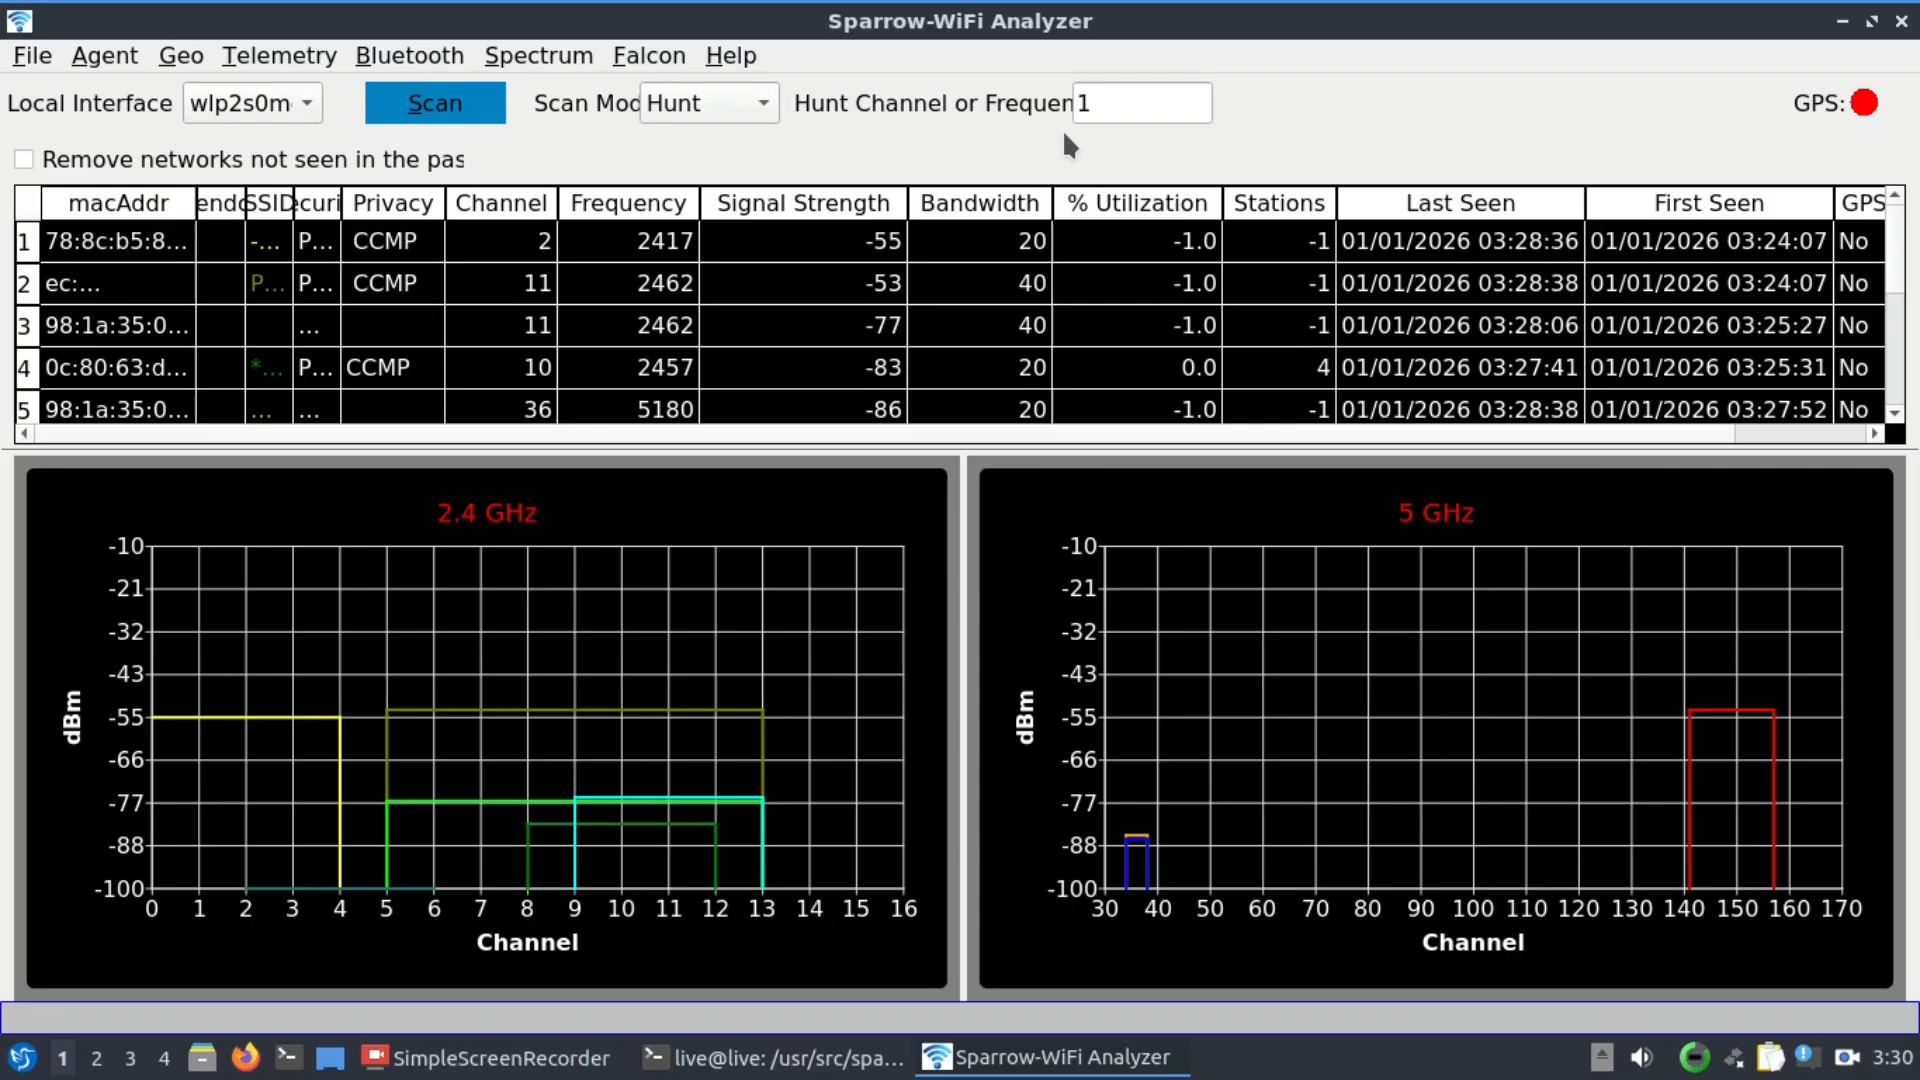 Sparrow-WiFi Analyzer
File Agent Geo Telemetry Bluetooth Spectrum Falcon Help
Local Interface wlp2s0m Scan Scan Mod Hunt Hunt Channel or Frequen 1 GPS:
Remove networks not seen in the pas
macAddr endo SSID curi Privacy Channel Frequency Signal Strength Bandwidth % Utilization Stations Last Seen First Seen GPS
1 78:8c:b5:8... -... P... CCMP 2 2417 -55 20 -1.0 -1 01/01/2026 03:28:36 01/01/2026 03:24:07 No
2 ec:... P... P... CCMP 11 2462 -53 40 -1.0 -1 01/01/2026 03:28:38 01/01/2026 03:24:07 No
3 98:1a:35:0... ... 11 2462 -77 40 -1.0 -1 01/01/2026 03:28:06 01/01/2026 03:25:27 No
4 0c:80:63:d... *... P... CCMP 10 2457 -83 20 0.0 4 01/01/2026 03:27:41 01/01/2026 03:25:31 No
5 98:1a:35:0... ... ... 36 5180 -86 20 -1.0 -1 01/01/2026 03:28:38 01/01/2026 03:27:52 No
2.4 GHz
-10
-21
-32
-43
-55
-66
-77
-88
-100
dBm
0 1 2 3 4 5 6 7 8 9 10 11 12 13 14 15 16
Channel
5 GHz
-10
-21
-32
-43
-55
-66
-77
-88
-100
dBm
30 40 50 60 70 80 90 100 110 120 130 140 150 160 170
Channel
1 2 3 4 SimpleScreenRecorder live@live: /usr/src/spa... Sparrow-WiFi Analyzer 3:30